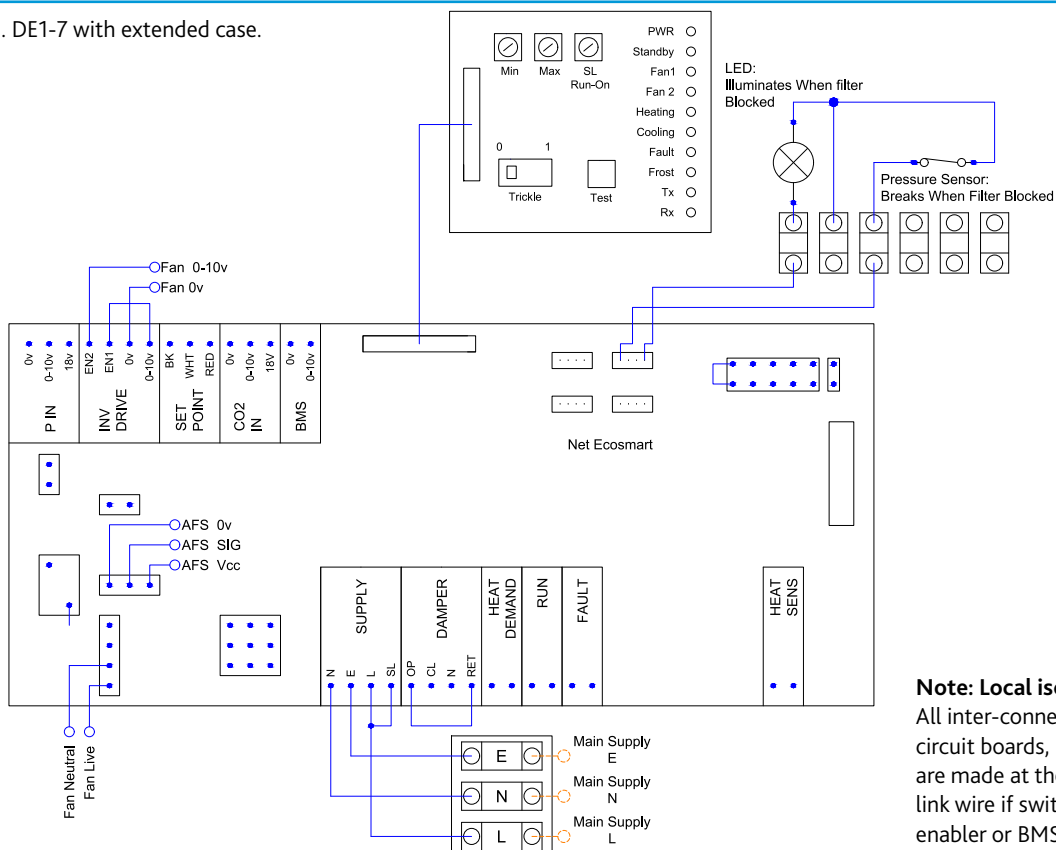 . DE1-7 with extended case.
Min
Max
SL
Run-On
0 1
Trickle
Test
PWR
Standby
Fan1
Fan 2
Heating
Cooling
Fault
Frost
Tx
Rx
LED:
Illuminates When filter
Blocked
Pressure Sensor:
Breaks When Filter Blocked
Fan 0-10v
Fan 0v
0v
0-10v
18v
EN2
EN1
0v
0-10v
BK
WHT
RED
0v
0-10v
18V
0v
0-10v
P IN
INV
DRIVE
SET
POINT
CO2
IN
BMS
Net Ecosmart
AFS 0v
AFS SIG
AFS Vcc
SUPPLY
DAMPER
HEAT
DEMAND
RUN
FAULT
HEAT
SENS
N
E
L
SL
OP
CL
N
RET
Fan Neutral
Fan Live
E
N
L
Main Supply
E
Main Supply
N
Main Supply
L
Note: Local iso
All inter-conne
circuit boards,
are made at the
link wire if swit
enabler or BMS